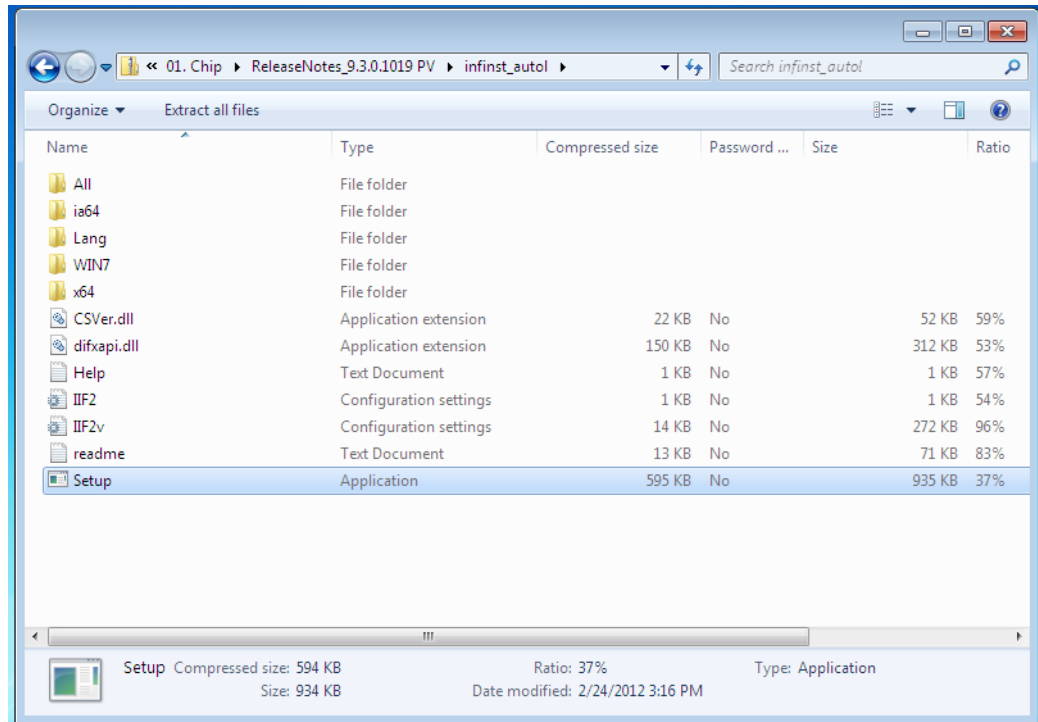 « 01. Chip ▸ ReleaseNotes_9.3.0.1019 PV ▸ infinst_autol ▸ Search infinst_autol
Organize ▾ Extract all files
Name Type Compressed size Password ... Size Ratio
All File folder
ia64 File folder
Lang File folder
WIN7 File folder
x64 File folder
CSVer.dll Application extension 22 KB No 52 KB 59%
difxapi.dll Application extension 150 KB No 312 KB 53%
Help Text Document 1 KB No 1 KB 57%
IIF2 Configuration settings 1 KB No 1 KB 54%
IIF2v Configuration settings 14 KB No 272 KB 96%
readme Text Document 13 KB No 71 KB 83%
Setup Application 595 KB No 935 KB 37%
Setup Compressed size: 594 KB Ratio: 37% Type: Application
Size: 934 KB Date modified: 2/24/2012 3:16 PM